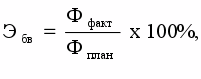 Э бв = Ф факт / Ф план x 100%,